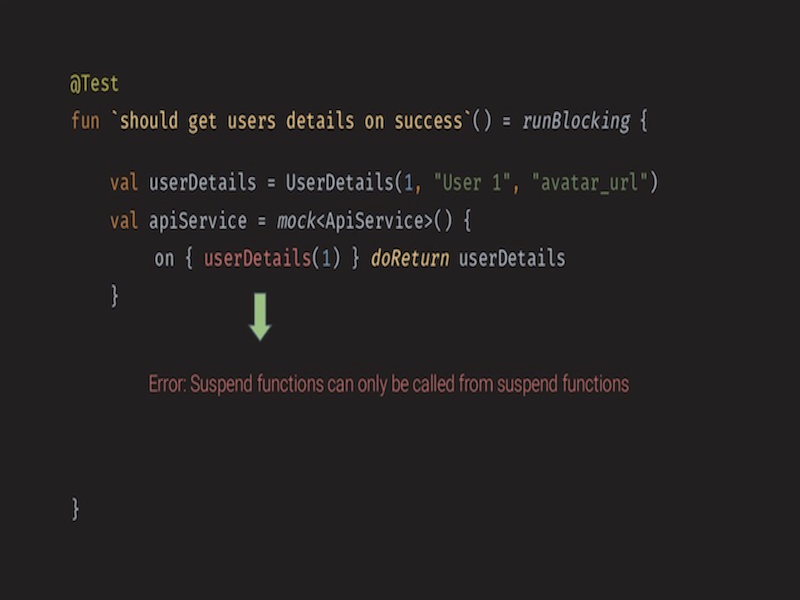 @Test
fun `should get users details on success`() = runBlocking {
val userDetails = UserDetails(1, "User 1", "avatar_url")
val apiService = mock<ApiService>() {
on { userDetails(1) } doReturn userDetails
}
Error: Suspend functions can only be called from suspend functions
}